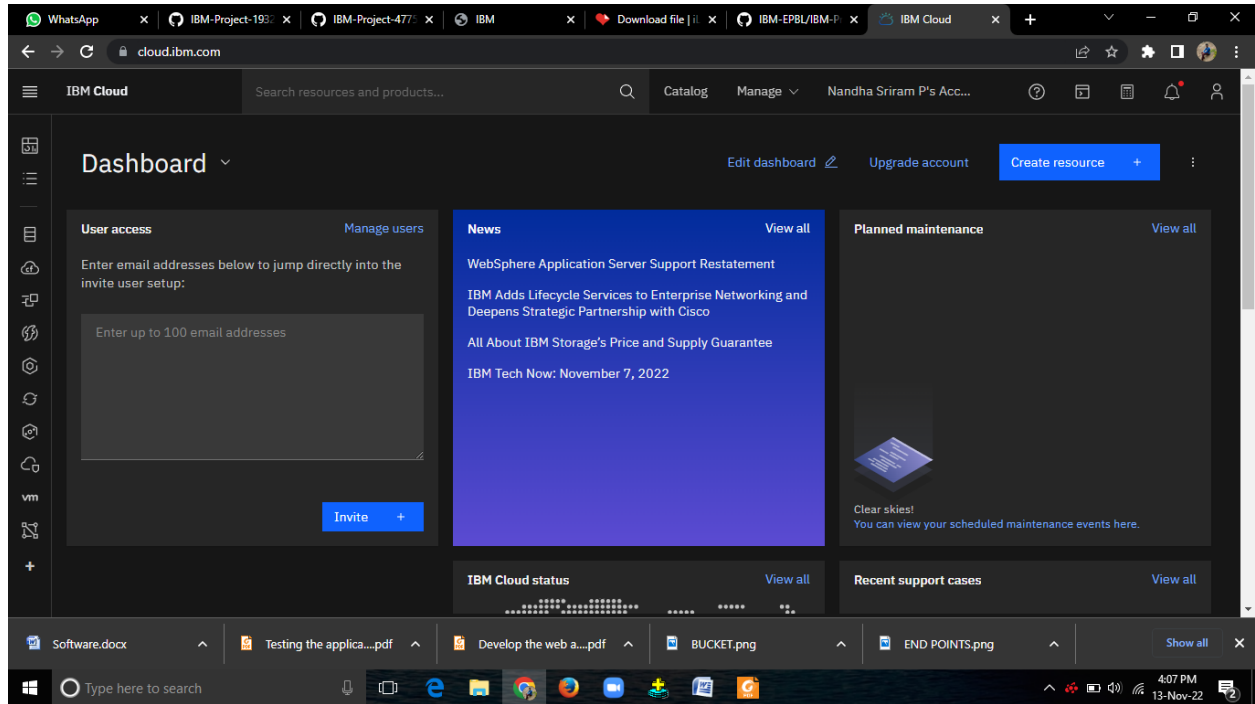 WhatsApp
IBM-Project-1932
IBM-Project-4775
IBM
Download file | iL
IBM-EPBL/IBM-Pr
IBM Cloud
cloud.ibm.com
IBM Cloud
Search resources and products...
Catalog
Manage
Nandha Sriram P's Acc...
Dashboard
Edit dashboard
Upgrade account
Create resource +
User access
Manage users
Enter email addresses below to jump directly into the
invite user setup:
Enter up to 100 email addresses
Invite +
News
View all
WebSphere Application Server Support Restatement
IBM Adds Lifecycle Services to Enterprise Networking and
Deepens Strategic Partnership with Cisco
All About IBM Storage's Price and Supply Guarantee
IBM Tech Now: November 7, 2022
Planned maintenance
View all
Clear skies!
You can view your scheduled maintenance events here.
vm
IBM Cloud status
View all
Recent support cases
View all
Software.docx
Testing the applica....pdf
Develop the web a....pdf
BUCKET.png
END POINTS.png
Show all
Type here to search
4:07 PM
13-Nov-22
2